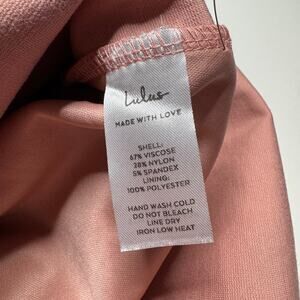 Lulus
MADE WITH LOVE
SHELL:
67% VISCOSE
28% NYLON
5% SPANDEX
LINING:
100% POLYESTER
HAND WASH COLD
DO NOT BLEACH
LINE DRY
IRON LOW HEAT